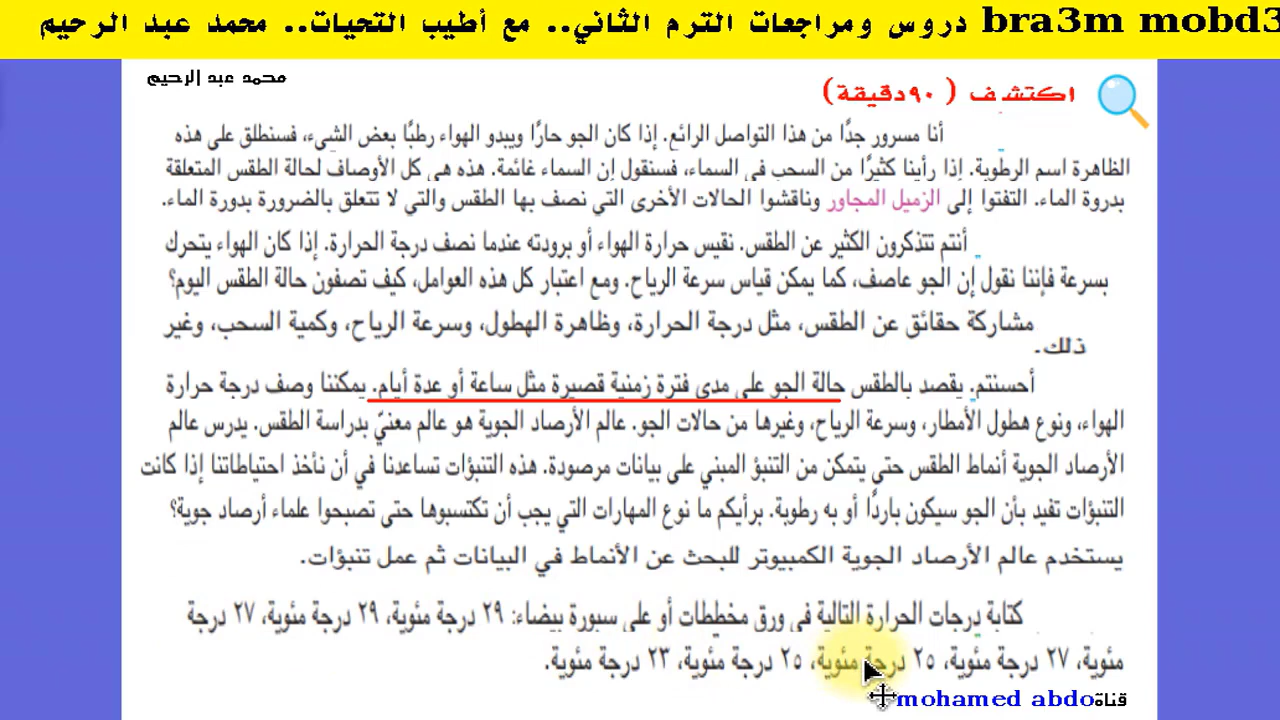 bra3m mobd3 دروس ومراجعات الترم الثاني.. مع أطيب التحيات.. محمد عبد الرحيم
محمد عبد الرحيم
اكتشف ( ٩٠دقيقة)
أنا مسرور جدًّا من هذا التواصل الرائع. إذا كان الجو حارًّا ويبدو الهواء رطبًا بعض الشيء، فسنطلق على هذه
الظاهرة اسم الرطوبة. إذا رأينا كثيرًا من السحب في السماء، فسنقول إن السماء غائمة. هذه هي كل الأوصاف لحالة الطقس المتعلقة
بدروة الماء. التفتوا إلى الزميل المجاور وناقشوا الحالات الأخرى التي نصف بها الطقس والتي لا تتعلق بالضرورة بدورة الماء.
أنتم تتذكرون الكثير عن الطقس. نقيس حرارة الهواء أو برودته عندما نصف درجة الحرارة. إذا كان الهواء يتحرك
بسرعة فإننا نقول إن الجو عاصف، كما يمكن قياس سرعة الرياح. ومع اعتبار كل هذه العوامل، كيف تصفون حالة الطقس اليوم؟
مشاركة حقائق عن الطقس، مثل درجة الحرارة، وظاهرة الهطول، وسرعة الرياح، وكمية السحب، وغير
ذلك.
أحسنتم. يقصد بالطقس حالة الجو على مدى فترة زمنية قصيرة مثل ساعة أو عدة أيام. يمكننا وصف درجة حرارة
الهواء، ونوع هطول الأمطار، وسرعة الرياح، وغيرها من حالات الجو. عالم الأرصاد الجوية هو عالم معنيّ بدراسة الطقس. يدرس عالم
الأرصاد الجوية أنماط الطقس حتى يتمكن من التنبؤ المبني على بيانات مرصودة. هذه التنبؤات تساعدنا في أن نأخذ احتياطاتنا إذا كانت
التنبؤات تفيد بأن الجو سيكون باردًا أو به رطوبة. برأيكم ما نوع المهارات التي يجب أن تكتسبوها حتى تصبحوا علماء أرصاد جوية؟
يستخدم عالم الأرصاد الجوية الكمبيوتر للبحث عن الأنماط في البيانات ثم عمل تنبؤات.
كتابة درجات الحرارة التالية في ورق مخططات أو على سبورة بيضاء: ٢٩ درجة مئوية، ٢٩ درجة مئوية، ٢٧ درجة
مئوية، ٢٧ درجة مئوية، ٢٥ درجة مئوية، ٢٥ درجة مئوية، ٢٣ درجة مئوية.
قناة mohamed abdo